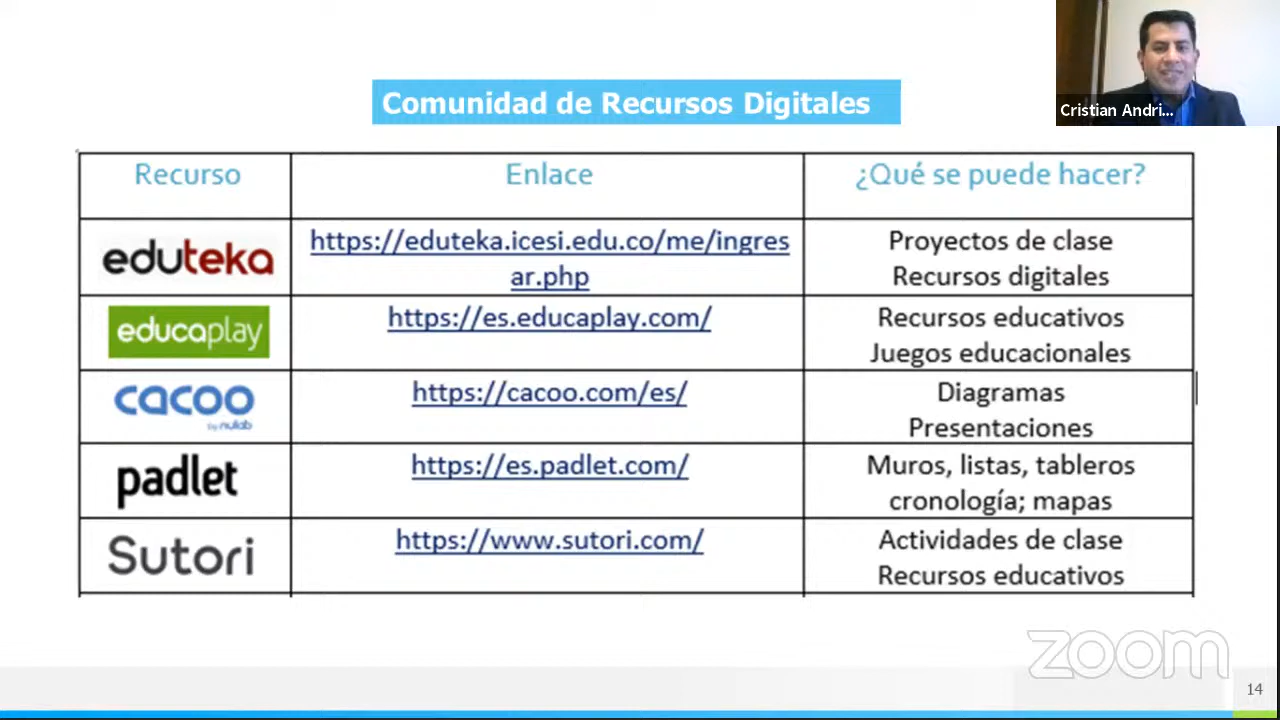 Cristian Andri...
Comunidad de Recursos Digitales
Recurso
Enlace
¿Qué se puede hacer?
eduteka
https://eduteka.icesi.edu.co/me/ingres
ar.php
Proyectos de clase
Recursos digitales
educaplay
https://es.educaplay.com/
Recursos educativos
Juegos educacionales
cacoo
by nulab
https://cacoo.com/es/
Diagramas
Presentaciones
padlet
https://es.padlet.com/
Muros, listas, tableros
cronología; mapas
Sutori
https://www.sutori.com/
Actividades de clase
Recursos educativos
zoom
14